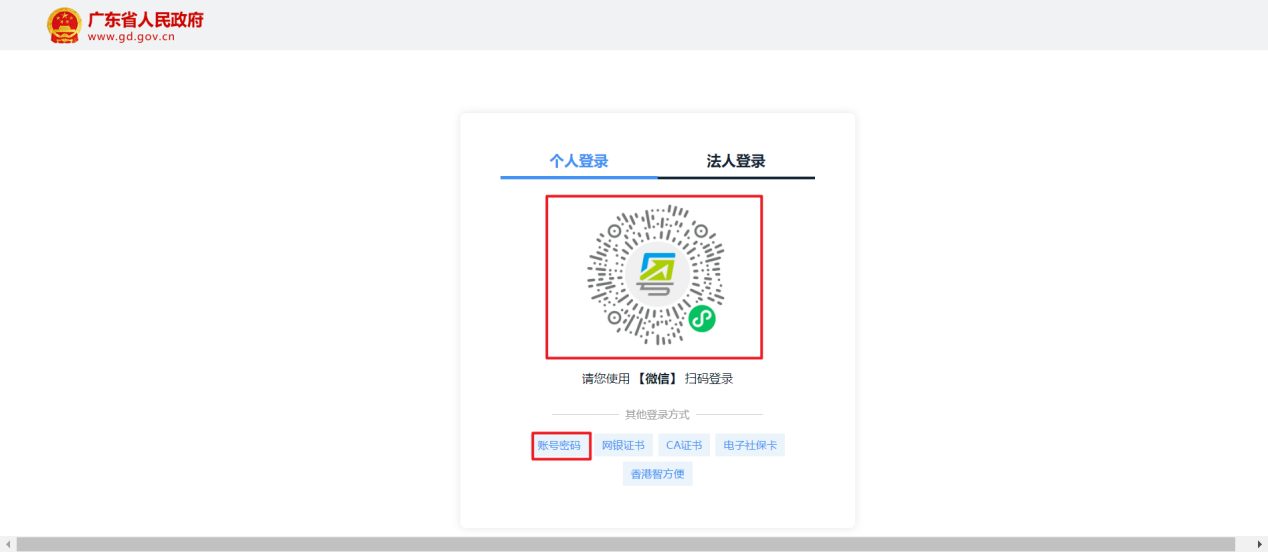 广东省人民政府
www.gd.gov.cn
个人登录 法人登录
请您使用【微信】扫码登录
其他登录方式
账号密码 网银证书 CA证书 电子社保卡
香港智方便